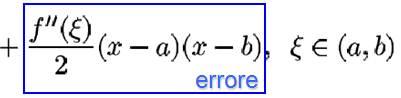 + f''(ξ)/2 (x − a)(x − b), ξ ∈ (a, b)
errore